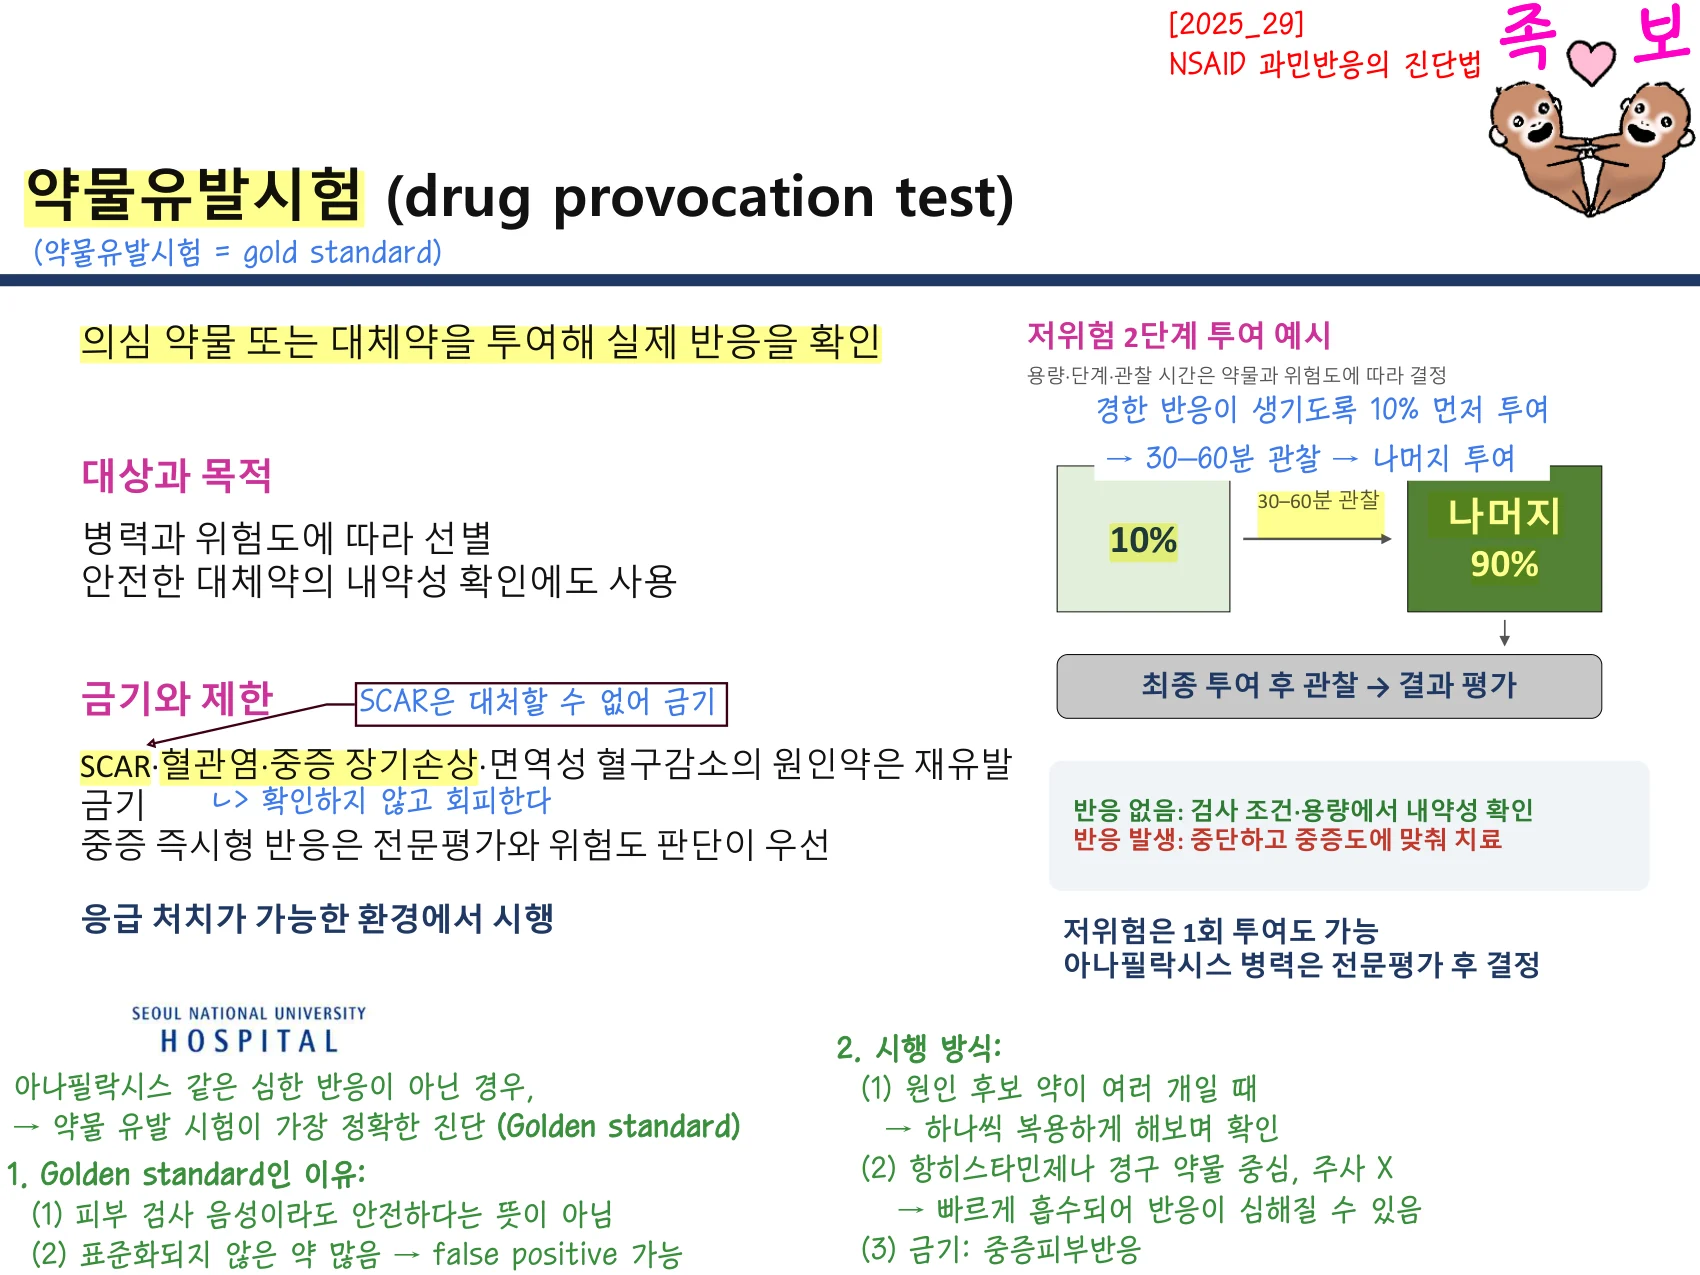 [2025_29]
NSAID 과민반응의 진단법
족 보
약물유발시험 (drug provocation test)
(약물유발시험 = gold standard)
의심 약물 또는 대체약을 투여해 실제 반응을 확인
대상과 목적
병력과 위험도에 따라 선별
안전한 대체약의 내약성 확인에도 사용
금기와 제한
SCAR은 대처할 수 없어 금기
SCAR·혈관염·중증 장기손상·면역성 혈구감소의 원인약은 재유발
금기
ㄴ> 확인하지 않고 회피한다
중증 즉시형 반응은 전문평가와 위험도 판단이 우선
응급 처치가 가능한 환경에서 시행
저위험 2단계 투여 예시
용량·단계·관찰 시간은 약물과 위험도에 따라 결정
경한 반응이 생기도록 10% 먼저 투여
→ 30–60분 관찰 → 나머지 투여
10%
30–60분 관찰
나머지
90%
최종 투여 후 관찰 → 결과 평가
반응 없음: 검사 조건·용량에서 내약성 확인
반응 발생: 중단하고 중증도에 맞춰 치료
저위험은 1회 투여도 가능
아나필락시스 병력은 전문평가 후 결정
SEOUL NATIONAL UNIVERSITY
HOSPITAL
아나필락시스 같은 심한 반응이 아닌 경우,
→ 약물 유발 시험이 가장 정확한 진단 (Golden standard)
1. Golden standard인 이유:
(1) 피부 검사 음성이라도 안전하다는 뜻이 아님
(2) 표준화되지 않은 약 많음 → false positive 가능
2. 시행 방식:
(1) 원인 후보 약이 여러 개일 때
→ 하나씩 복용하게 해보며 확인
(2) 항히스타민제나 경구 약물 중심, 주사 X
→ 빠르게 흡수되어 반응이 심해질 수 있음
(3) 금기: 중증피부반응